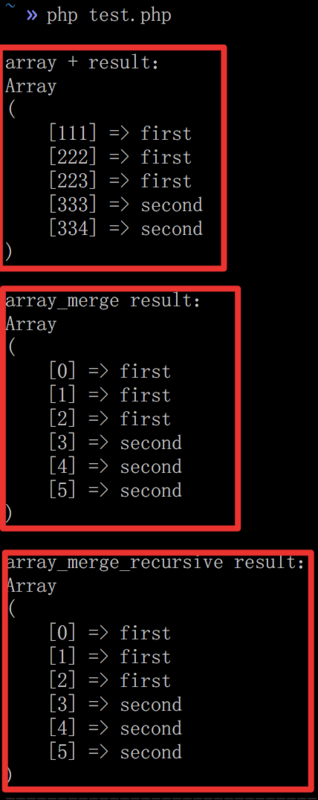 ~
» php test.php
array + result:
Array
(
[111] => first
[222] => first
[223] => first
[333] => second
[334] => second
)
array_merge result:
Array
(
[0] => first
[1] => first
[2] => first
[3] => second
[4] => second
[5] => second
)
array_merge_recursive result:
Array
(
[0] => first
[1] => first
[2] => first
[3] => second
[4] => second
[5] => second
)